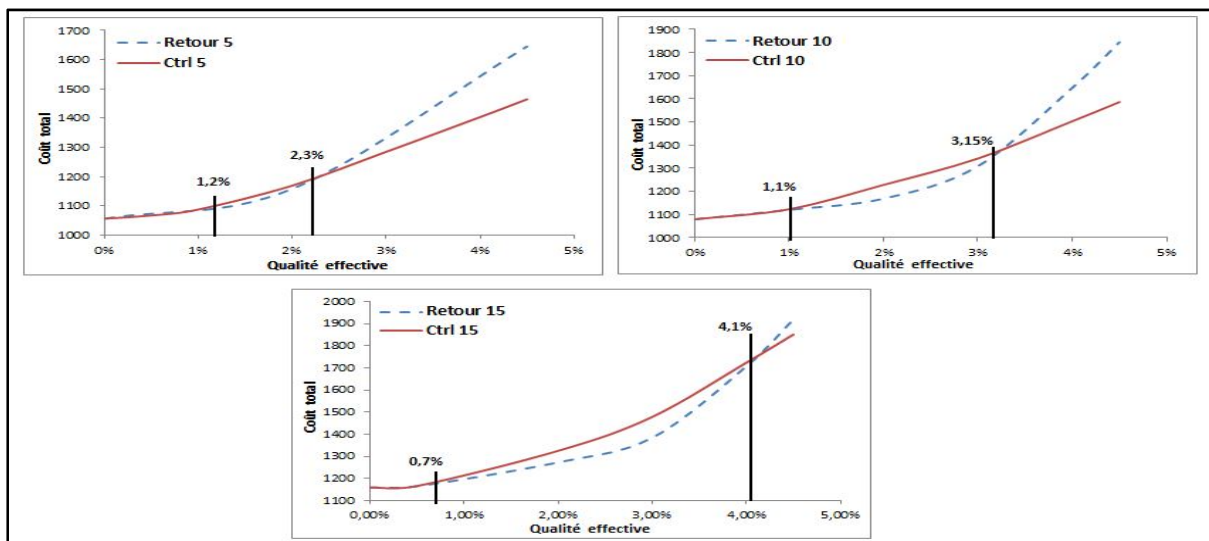 1700
1600
1500
1400
1300
1200
1100
1000
Coût total
Retour 5
Ctrl 5
1,2%
2,3%
0% 1% 2% 3% 4% 5%
Qualité effective
1900
1800
1700
1600
1500
1400
1300
1200
1100
1000
Coût total
Retour 10
Ctrl 10
1,1%
3,15%
0% 1% 2% 3% 4% 5%
Qualité effective
2000
1900
1800
1700
1600
1500
1400
1300
1200
1100
Coût total
Retour 15
Ctrl 15
0,7%
4,1%
0,00% 1,00% 2,00% 3,00% 4,00% 5,00%
Qualité effective